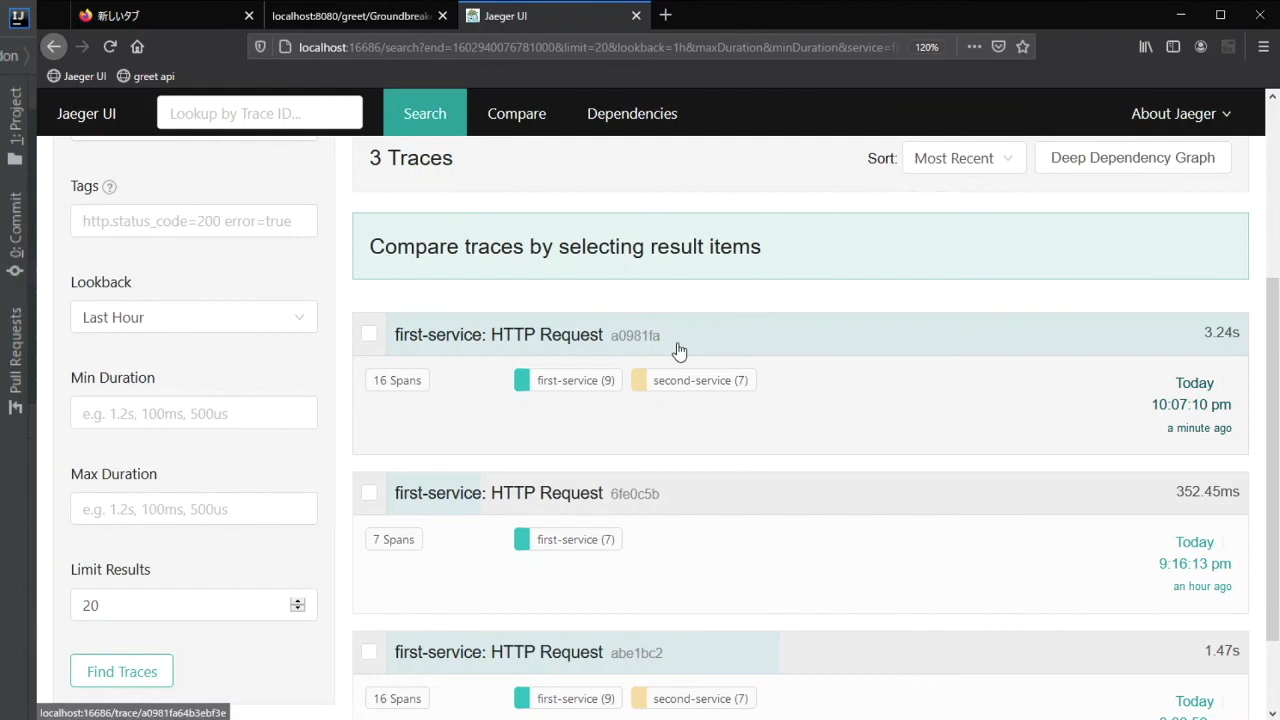 新しいタブ
localhost:8080/greet/Groundbreake
Jaeger UI
don
localhost:16686/search?end=1602940076781000&limit=20&lookback=1h&maxDuration&minDuration&service=f
120%
Jaeger UI
greet api
1: Project
0: Commit
Pull Requests
Jaeger UI
Lookup by Trace ID...
Search
Compare
Dependencies
About Jaeger
Tags ?
http.status_code=200 error=true
Lookback
Last Hour
Min Duration
e.g. 1.2s, 100ms, 500us
Max Duration
e.g. 1.2s, 100ms, 500us
Limit Results
20
Find Traces
3 Traces
Sort: Most Recent
Deep Dependency Graph
Compare traces by selecting result items
first-service: HTTP Request a0981fa
3.24s
16 Spans
first-service (9)
second-service (7)
Today
10:07:10 pm
a minute ago
first-service: HTTP Request 6fe0c5b
352.45ms
7 Spans
first-service (7)
Today
9:16:13 pm
an hour ago
first-service: HTTP Request abe1bc2
1.47s
16 Spans
first-service (9)
second-service (7)
Today
localhost:16686/trace/a0981fa64b3ebf3e